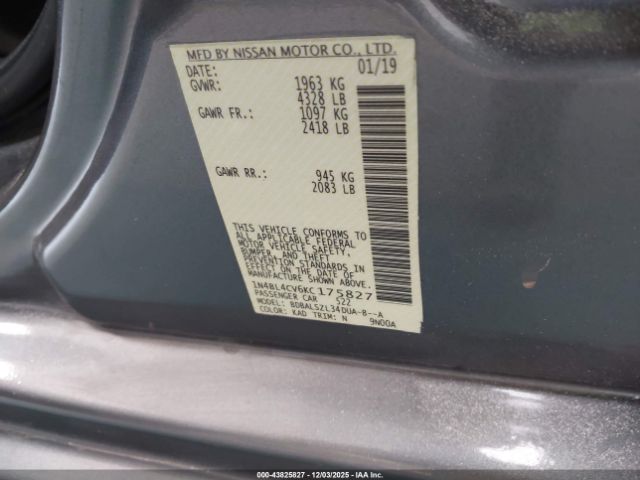 MFD BY NISSAN MOTOR CO., LTD.
DATE: 01/19
GVWR: 1963 KG
4328 LB
GAWR FR.: 1097 KG
2418 LB
GAWR RR.: 945 KG
2083 LB
THIS VEHICLE CONFORMS TO
ALL APPLICABLE FEDERAL
MOTOR VEHICLE SAFETY,
BUMPER, AND THEFT
PREVENTION STANDARDS IN
EFFECT ON THE DATE OF
MANUFACTURE SHOWN ABOVE.
1N4BL4CV6KC175827
PASSENGER CAR 522
MODEL: BDBALSZL34DUA-B--A
COLOR: KAD TRIM: N 9N00A
000-43825827 | 12/03/2025 | IAAI.com